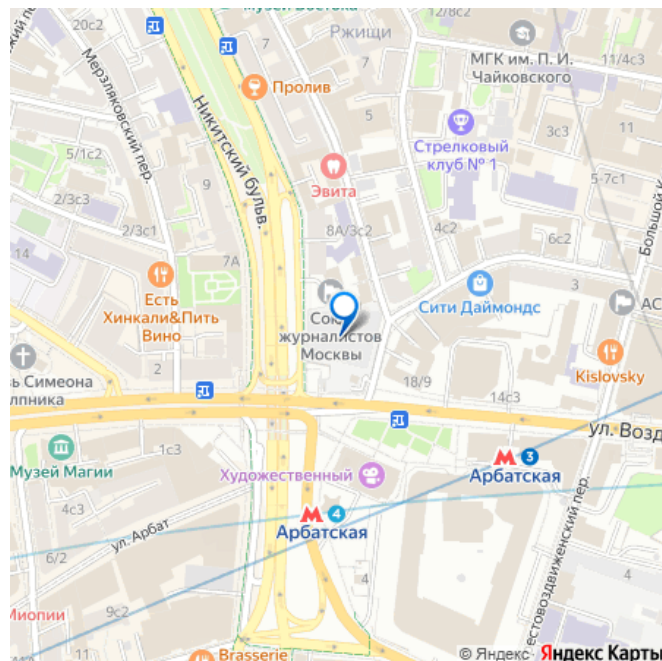 Музей Востока
20с2
12/8с2
Ржищи
МГК им. П. И.
Чайковского
11/4с3
Мерзляковский пер.
Никитский бульв.
Пролив
7
5
Стрелковый
клуб № 1
3с3
11
5/1с2
9
Эвита
5-7с1
2/3с3
2/3с1
8А/3с2
4с2
6с2
14
7А
Есть
Хинкали&Пить
Вино
журналистов
Москвы
Сити Даймондс
АС
Kislovsky
Симеона
2
18/9
14с3
ул. Возд
Музей Магии
1с3
Художественный
3
Арбатская
4с3
ул. Арбат
4
Арбатская
6/2
Миопии
9с2
4
4
Brasserie
© Яндекс Яндекс Карты